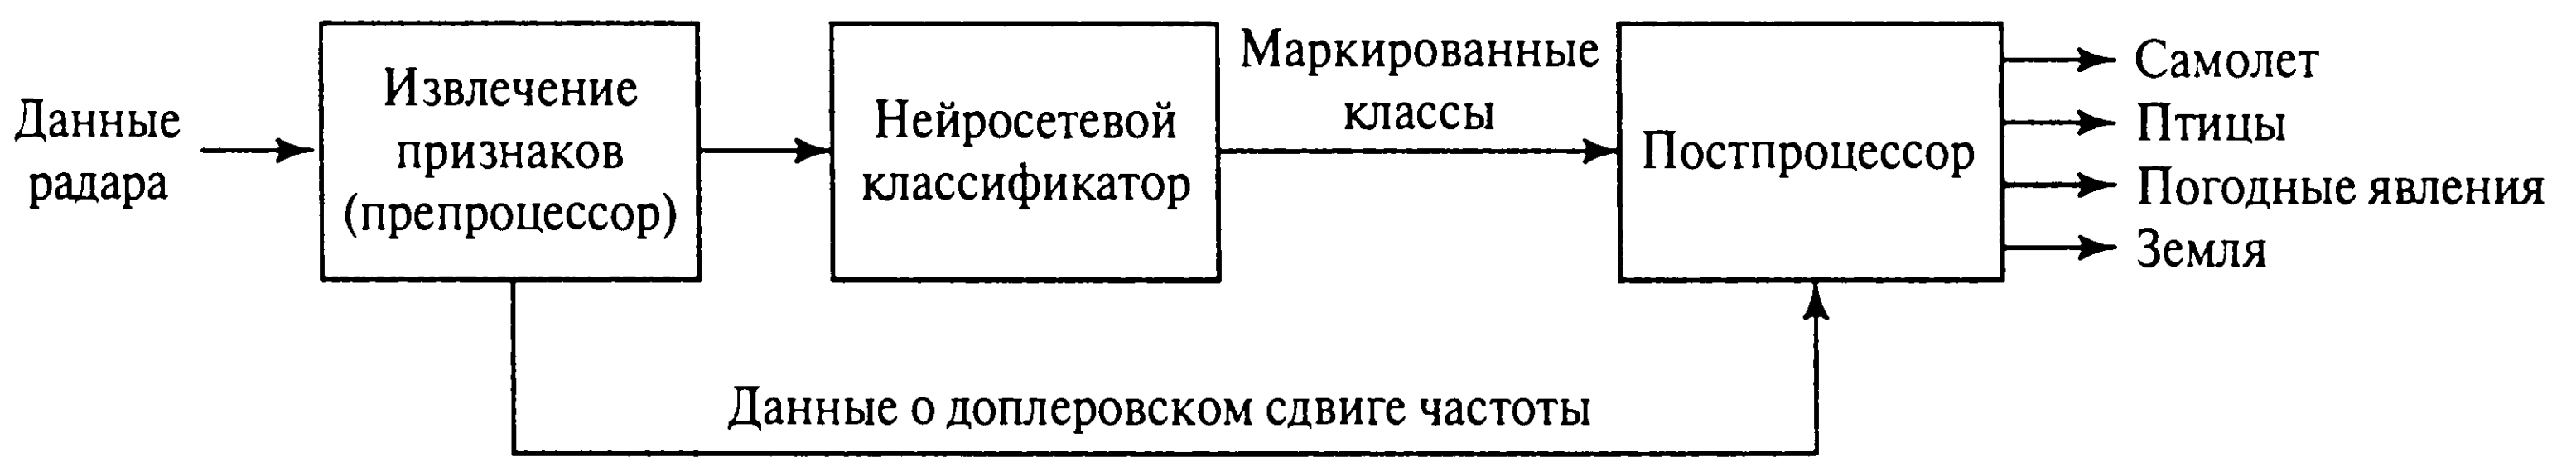 Данные
радара
Извлечение
признаков
(препроцессор)
Нейросетевой
классификатор
Маркированные
классы
Постпроцессор
Самолет
Птицы
Погодные явления
Земля
Данные о доплеровском сдвиге частоты